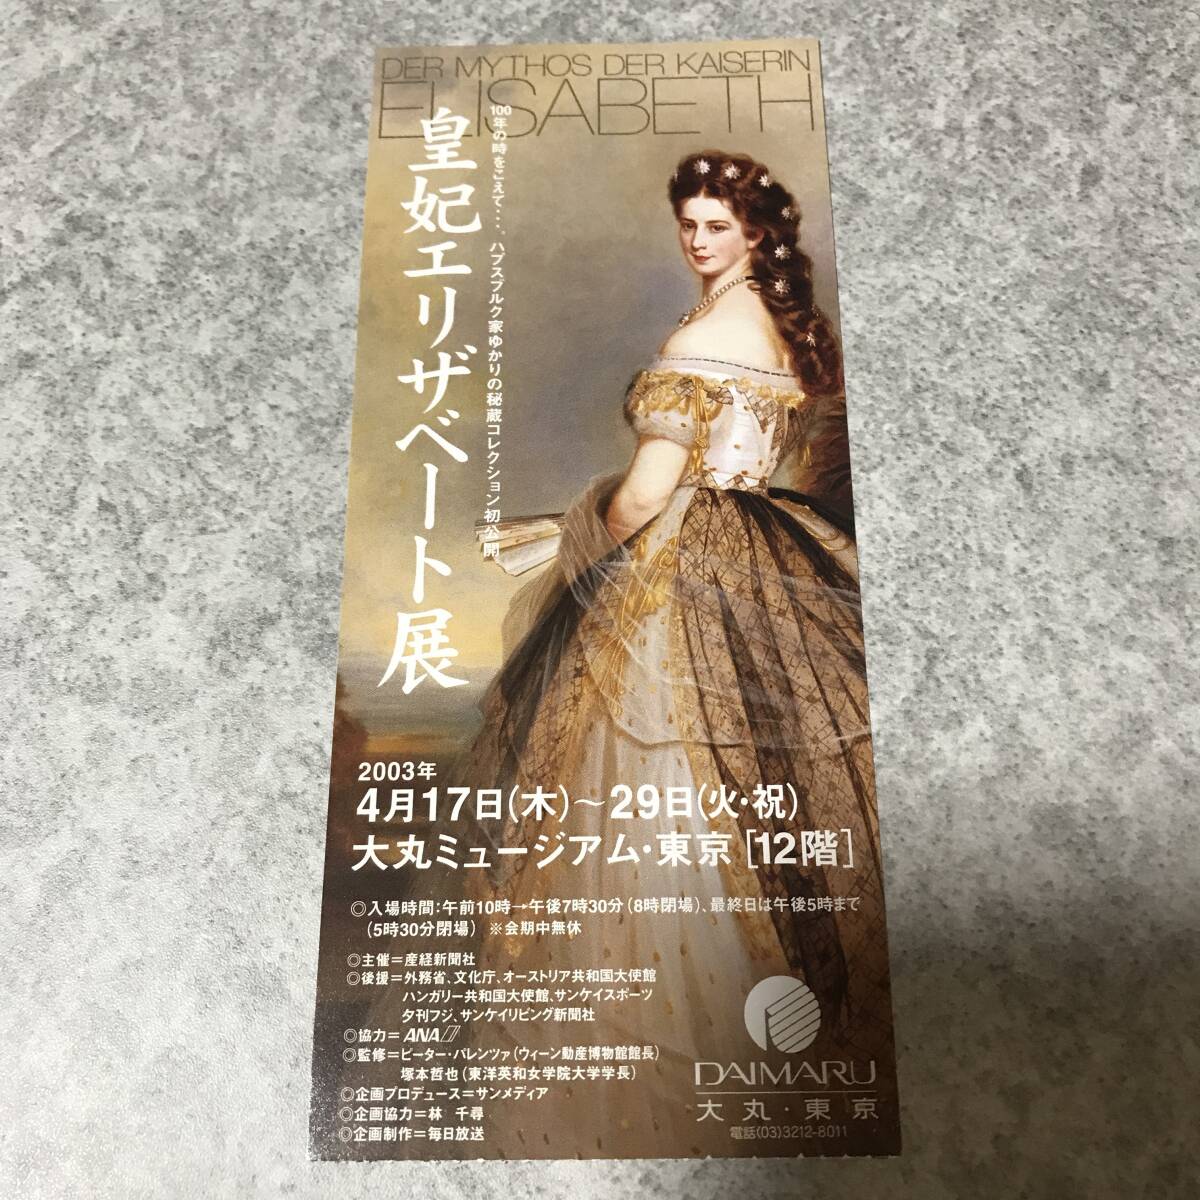 DER MYTHOS DER KAISERIN
ELISABETH
100年の時をこえて‥‥。ハプスブルク家ゆかりの秘蔵コレクション初公開
皇妃エリザベート展
2003年
4月17日(木)～29日(火・祝)
大丸ミュージアム・東京[12階]
◎入場時間：午前10時→午後7時30分(8時閉場)、最終日は午後5時まで
(5時30分閉場) ※会期中無休
◎主催＝産経新聞社
◎後援＝外務省、文化庁、オーストリア共和国大使館
ハンガリー共和国大使館、サンケイスポーツ
夕刊フジ、サンケイリビング新聞社
◎協力＝ANA
◎監修＝ピーター・パレンツァ(ウィーン動産博物館館長)
塚本哲也(東洋英和女学院大学学長)
◎企画プロデュース＝サンメディア
◎企画協力＝林 千尋
◎企画制作＝毎日放送
DAIMARU
大丸・東京
電話(03)3212-8011